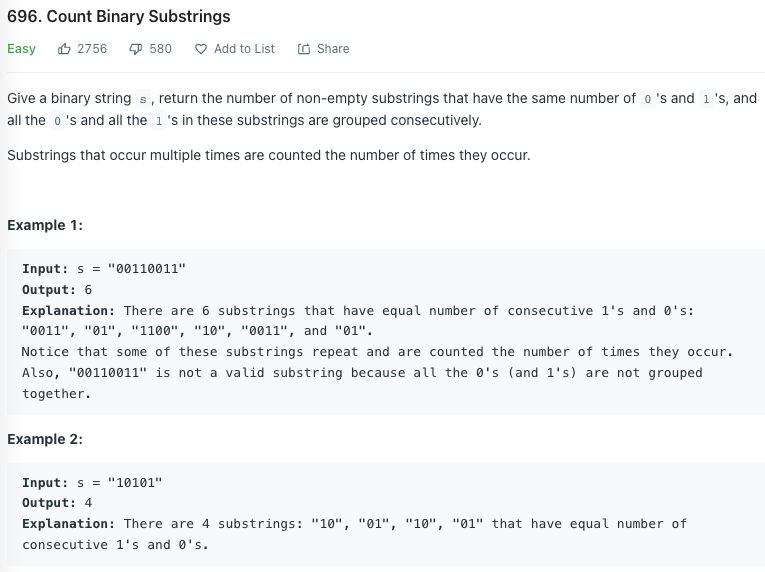 696. Count Binary Substrings
Easy 2756 580 Add to List Share
Give a binary string s, return the number of non-empty substrings that have the same number of 0 's and 1 's, and
all the 0 's and all the 1 's in these substrings are grouped consecutively.
Substrings that occur multiple times are counted the number of times they occur.
Example 1:
Input: s = "00110011"
Output: 6
Explanation: There are 6 substrings that have equal number of consecutive 1's and 0's:
"0011", "01", "1100", "10", "0011", and "01".
Notice that some of these substrings repeat and are counted the number of times they occur.
Also, "00110011" is not a valid substring because all the 0's (and 1's) are not grouped
together.
Example 2:
Input: s = "10101"
Output: 4
Explanation: There are 4 substrings: "10", "01", "10", "01" that have equal number of
consecutive 1's and 0's.